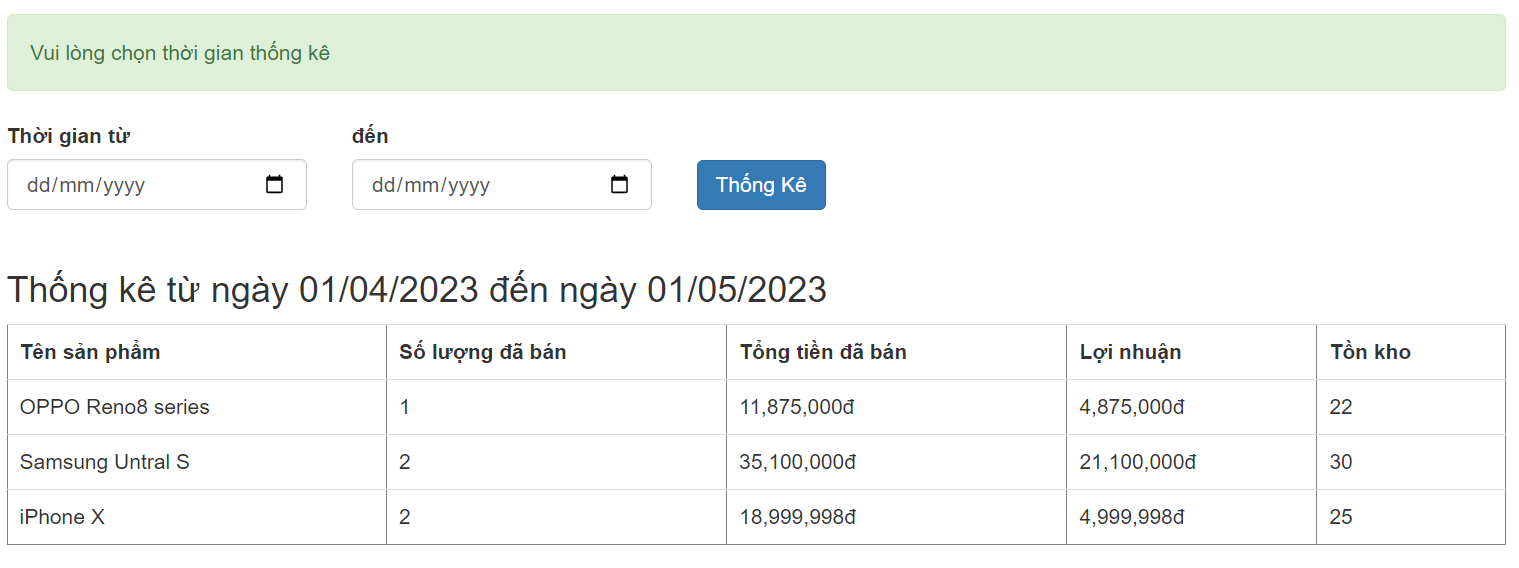 Vui lòng chọn thời gian thống kê
Thời gian từ đến
dd/mm/yyyy dd/mm/yyyy Thống Kê
Thống kê từ ngày 01/04/2023 đến ngày 01/05/2023
Tên sản phẩm Số lượng đã bán Tổng tiền đã bán Lợi nhuận Tồn kho
OPPO Reno8 series 1 11,875,000đ 4,875,000đ 22
Samsung Untral S 2 35,100,000đ 21,100,000đ 30
iPhone X 2 18,999,998đ 4,999,998đ 25